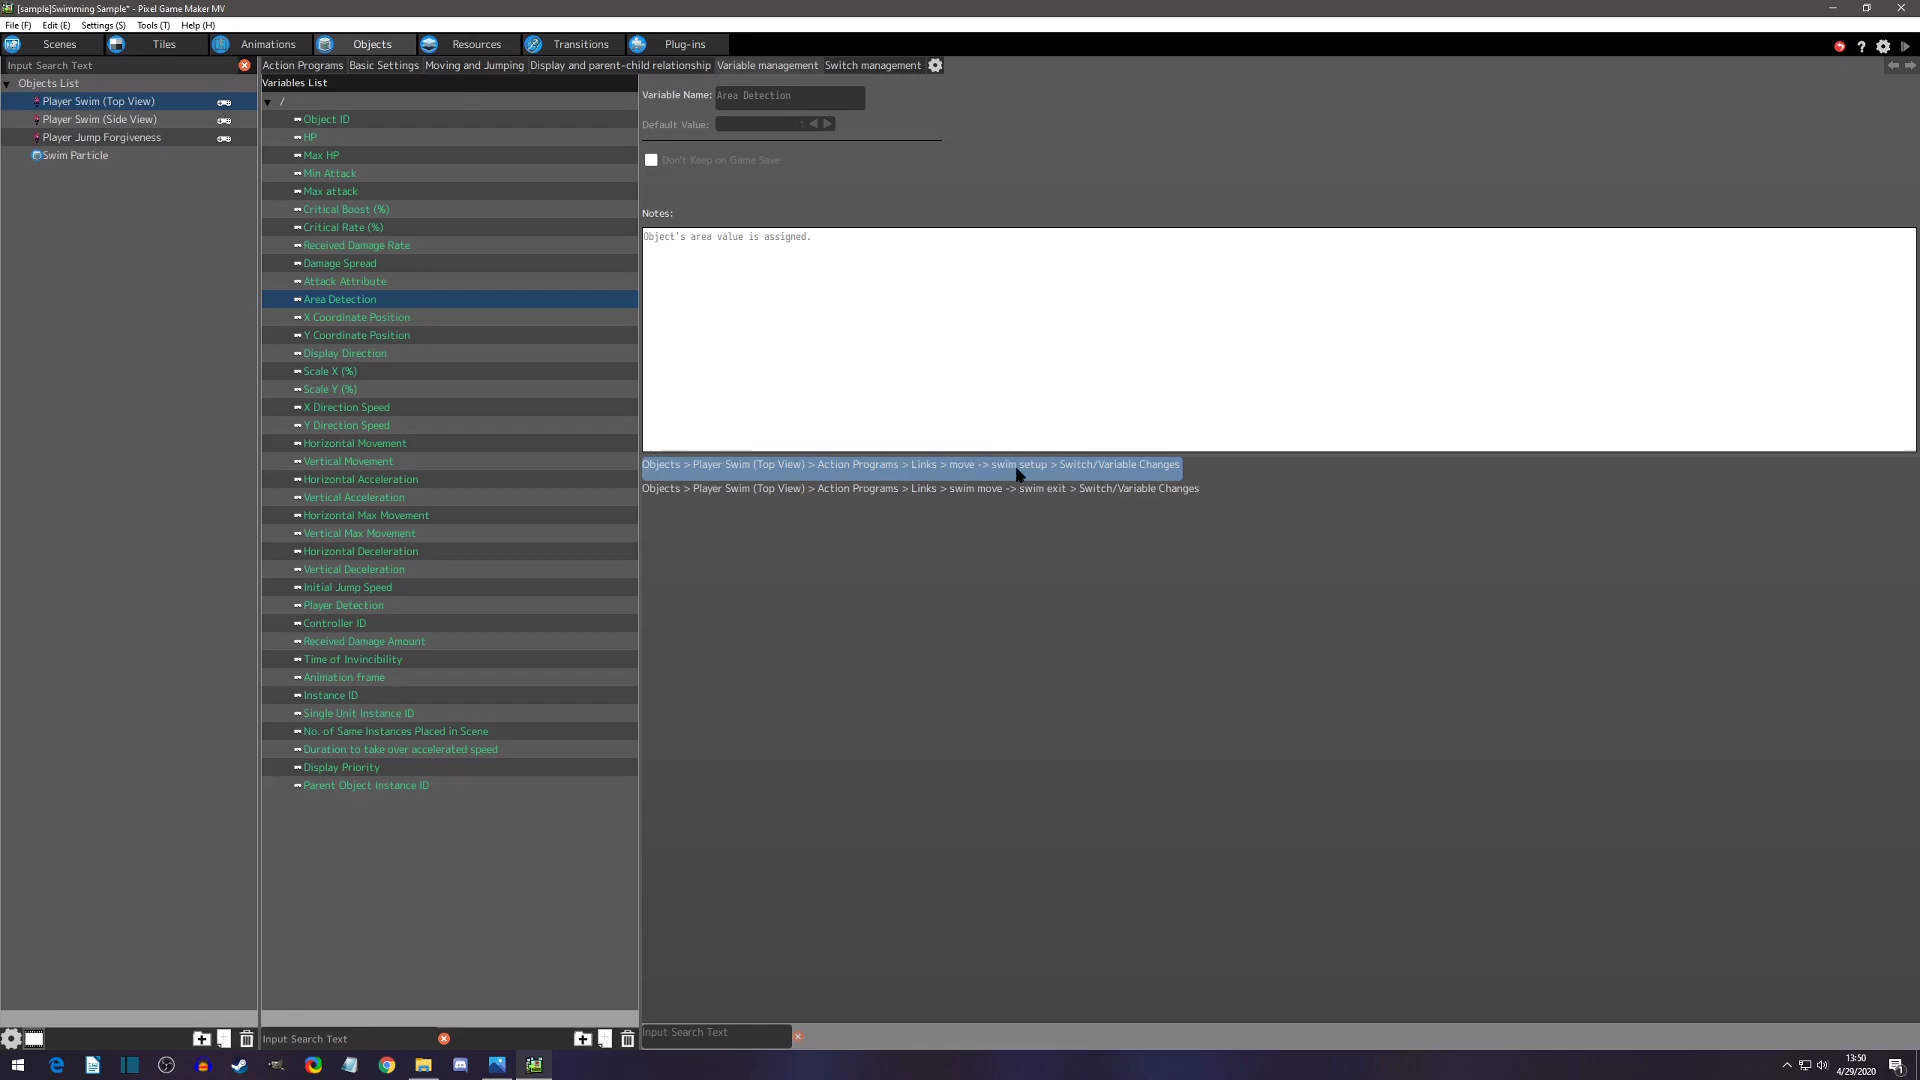 [sample]Swimming Sample* - Pixel Game Maker MV
File (F) Edit (E) Settings (S) Tools (T) Help (H)
Scenes Tiles Animations Objects Resources Transitions Plug-ins
Input Search Text
Action Programs Basic Settings Moving and Jumping Display and parent-child relationship Variable management Switch management
Objects List
Player Swim (Top View)
Player Swim (Side View)
Player Jump Forgiveness
Swim Particle
Variables List
/
Object ID
HP
Max HP
Min Attack
Max attack
Critical Boost (%)
Critical Rate (%)
Received Damage Rate
Damage Spread
Attack Attribute
Area Detection
X Coordinate Position
Y Coordinate Position
Display Direction
Scale X (%)
Scale Y (%)
X Direction Speed
Y Direction Speed
Horizontal Movement
Vertical Movement
Horizontal Acceleration
Vertical Acceleration
Horizontal Max Movement
Vertical Max Movement
Horizontal Deceleration
Vertical Deceleration
Initial Jump Speed
Player Detection
Controller ID
Received Damage Amount
Time of Invincibility
Animation frame
Instance ID
Single Unit Instance ID
No. of Same Instances Placed in Scene
Duration to take over accelerated speed
Display Priority
Parent Object Instance ID
Input Search Text
Variable Name: Area Detection
Default Value:
Don't Keep on Game Save
Notes:
Object's area value is assigned.
Objects > Player Swim (Top View) > Action Programs > Links > move -> swim setup > Switch/Variable Changes
Objects > Player Swim (Top View) > Action Programs > Links > swim move -> swim exit > Switch/Variable Changes
Input Search Text
13:50
4/29/2020